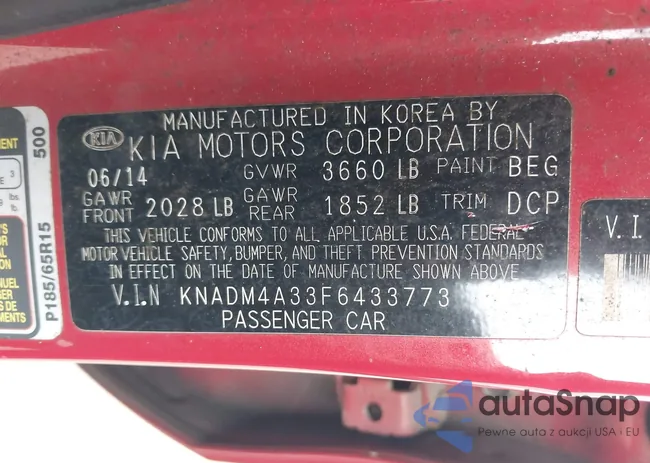 MANUFACTURED IN KOREA BY
KIA
KIA MOTORS CORPORATION
06/14
GVWR 3660 LB
PAINT BEG
GAWR FRONT 2028 LB
GAWR REAR 1852 LB
TRIM DCP
THIS VEHICLE CONFORMS TO ALL APPLICABLE U.S.A. FEDERAL
MOTOR VEHICLE SAFETY, BUMPER, AND THEFT PREVENTION STANDARDS
IN EFFECT ON THE DATE OF MANUFACTURE SHOWN ABOVE.
V.I.N KNADM4A33F6433773
PASSENGER CAR
500
P185/65R15
V. I
autoSnap
Pewne auta z aukcji USA - EU